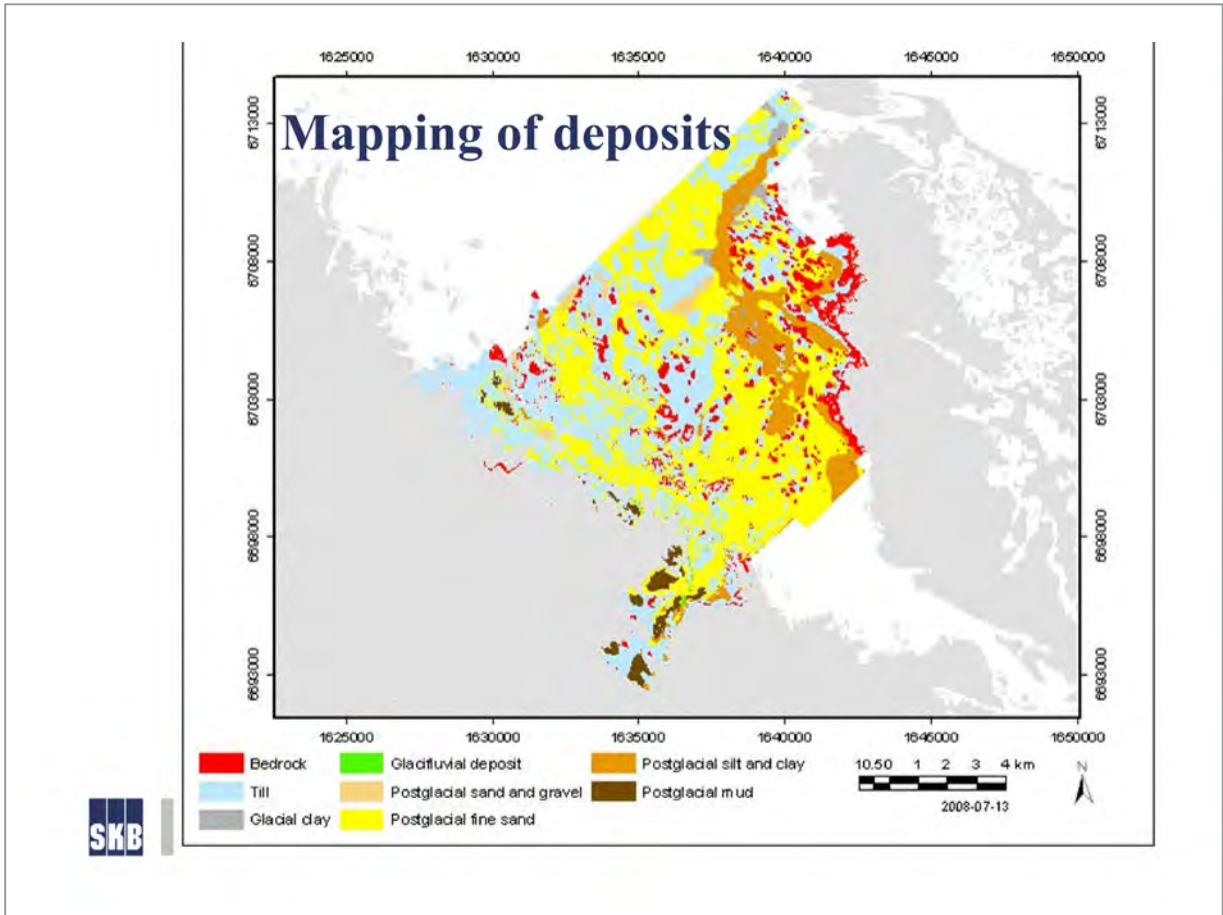 1625000 1630000 1635000 1640000 1645000 1650000
Mapping of deposits
6713000 6713000
6708000 6708000
6703000 6703000
6698000 6698000
6693000 6693000
1625000 1630000 1635000 1640000 1645000 1650000
Bedrock Glacifluvial deposit Postglacial silt and clay
Till Postglacial sand and gravel Postglacial mud
Glacial clay Postglacial fine sand
10.50 1 2 3 4 km
2008-07-13
N
SKB